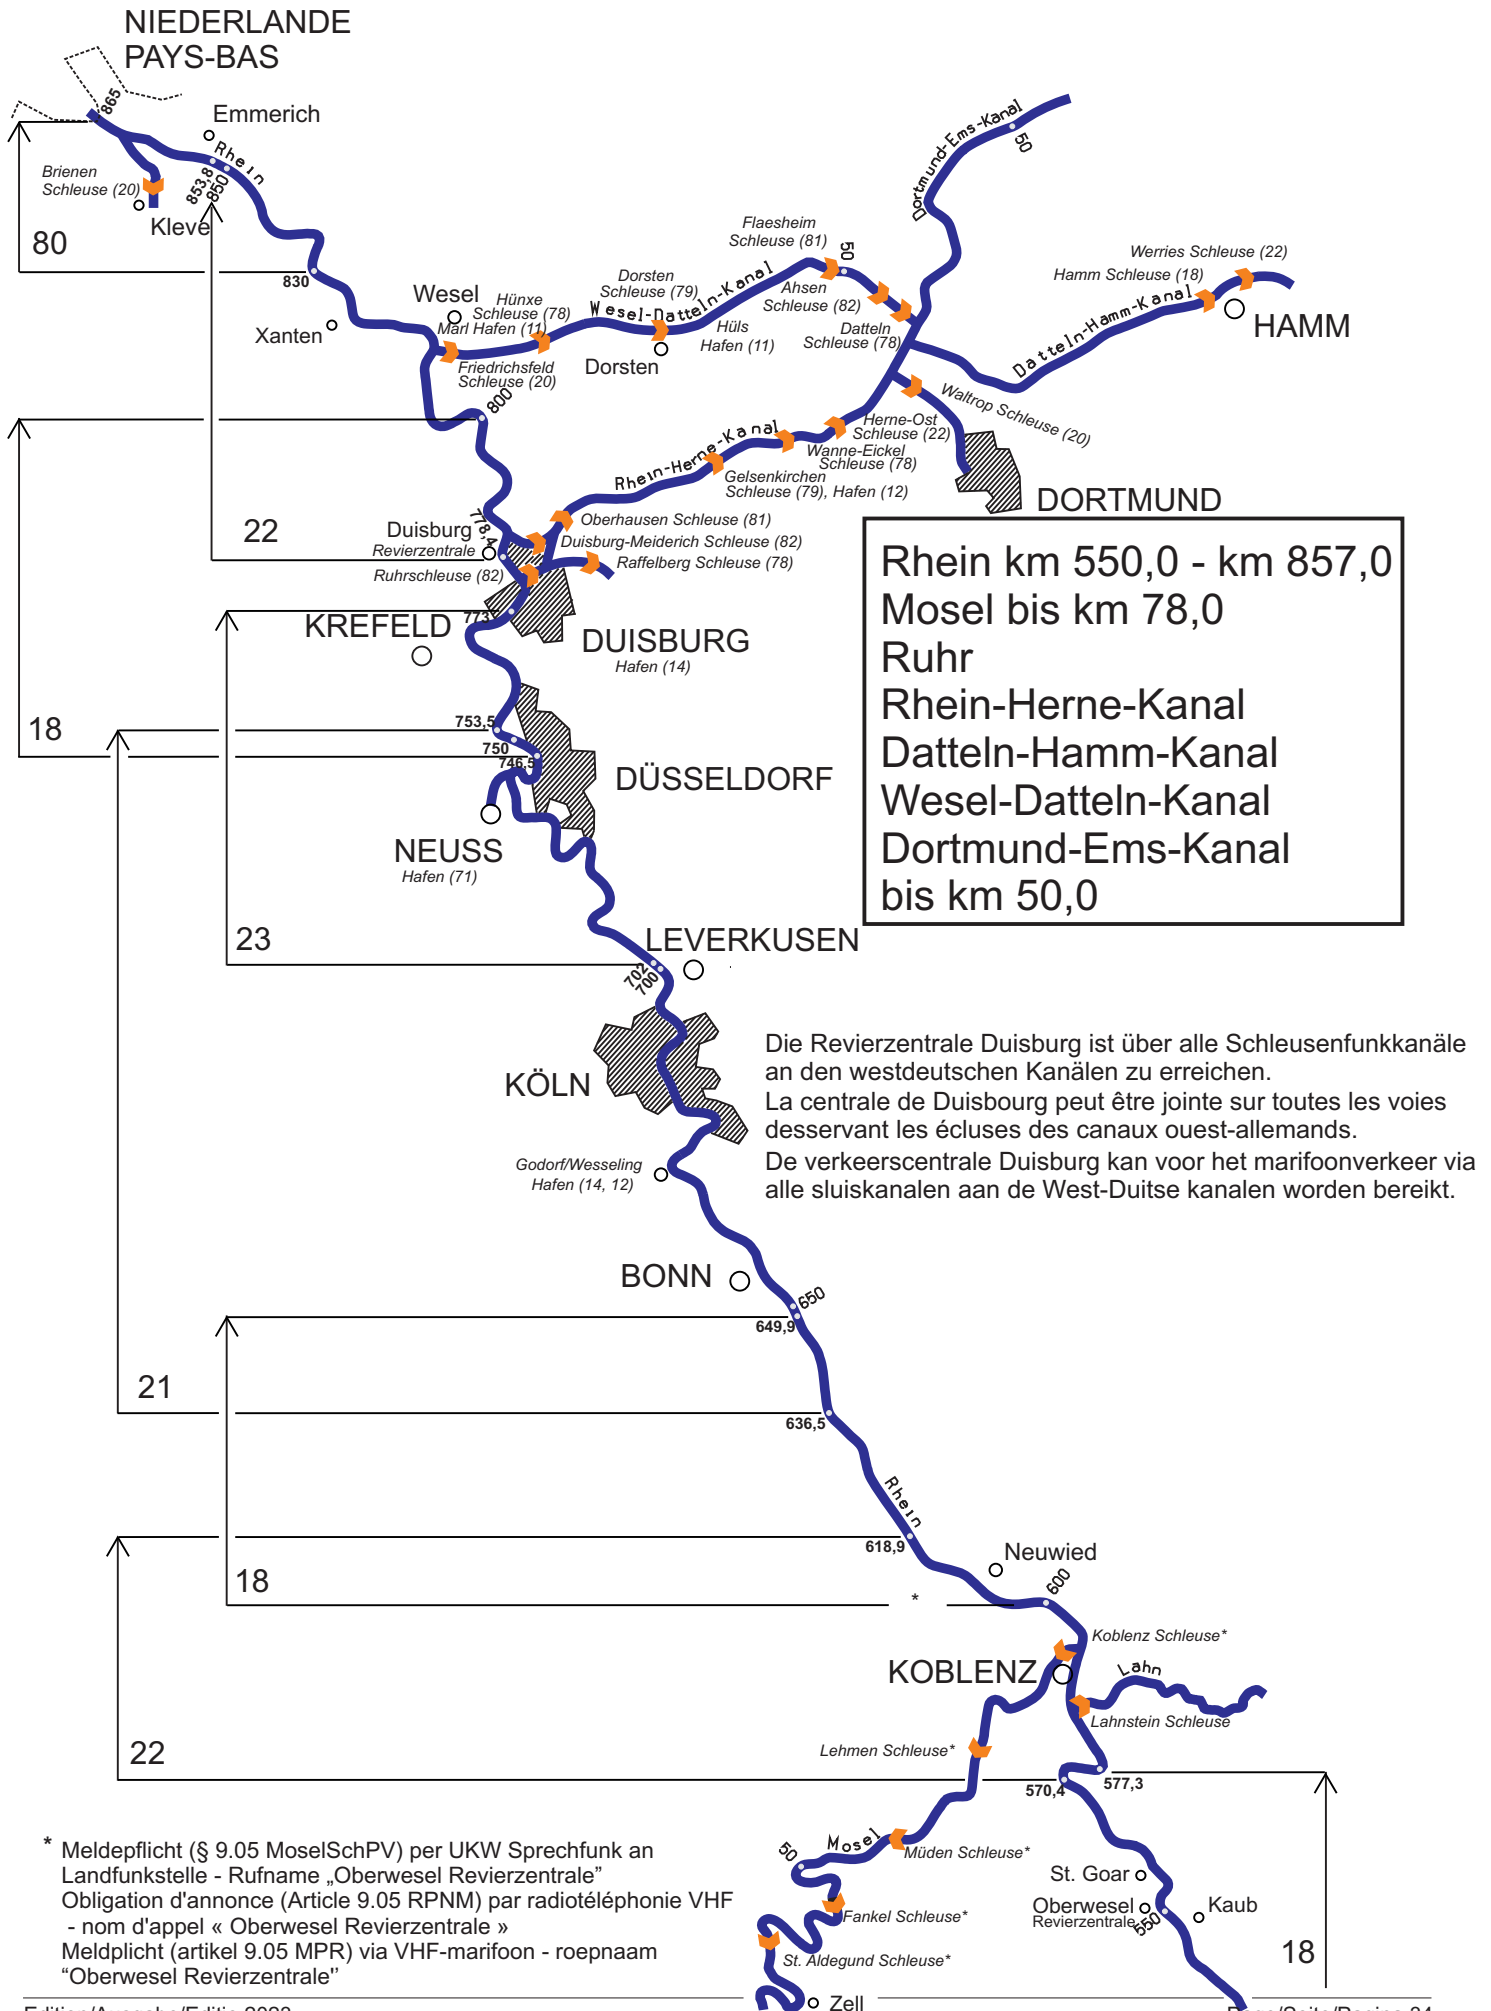 NIEDERLANDE
PAYS-BAS
865
Emmerich
Rhein
853,8
850
Brienen
Schleuse (20)
Kleve
80
830
Xanten
Wesel
Hünxe
Schleuse (78)
Marl Hafen (11)
Friedrichsfeld
Schleuse (20)
Dorsten
Schleuse (79)
Wesel-Datteln-Kanal
Dorsten
Hüls
Hafen (11)
Flaesheim
Schleuse (81)
50
Ahsen
Schleuse (82)
Datteln
Schleuse (78)
Dortmund-Ems-Kanal
50
Werries Schleuse (22)
Hamm Schleuse (18)
Datteln-Hamm-Kanal
HAMM
Waltrop Schleuse (20)
DORTMUND
800
Rhein-Herne-Kanal
Herne-Ost
Schleuse (22)
Wanne-Eickel
Schleuse (78)
Gelsenkirchen
Schleuse (79), Hafen (12)
Oberhausen Schleuse (81)
Duisburg-Meiderich Schleuse (82)
Raffelberg Schleuse (78)
22
778,4
Duisburg
Revierzentrale
Ruhrschleuse (82)
773
KREFELD
DUISBURG
Hafen (14)
Rhein km 550,0 - km 857,0
Mosel bis km 78,0
Ruhr
Rhein-Herne-Kanal
Datteln-Hamm-Kanal
Wesel-Datteln-Kanal
Dortmund-Ems-Kanal
bis km 50,0
18
753,5
750
746,5
DÜSSELDORF
NEUSS
Hafen (71)
23
LEVERKUSEN
702
700
KÖLN
Die Revierzentrale Duisburg ist über alle Schleusenfunkkanäle
an den westdeutschen Kanälen zu erreichen.
La centrale de Duisbourg peut être jointe sur toutes les voies
desservant les écluses des canaux ouest-allemands.
De verkeerscentrale Duisburg kan voor het marifoonverkeer via
alle sluiskanalen aan de West-Duitse kanalen worden bereikt.
Godorf/Wesseling
Hafen (14, 12)
BONN
650
649,9
21
636,5
Rhein
618,9
Neuwied
600
18
*
Koblenz Schleuse*
KOBLENZ
Lahn
Lahnstein Schleuse
Lehmen Schleuse*
22
570,4
577,3
Mosel
50
Müden Schleuse*
St. Goar
Oberwesel
Revierzentrale
550
Kaub
Fankel Schleuse*
St. Aldegund Schleuse*
18
Zell
* Meldepflicht (§ 9.05 MoselSchPV) per UKW Sprechfunk an
Landfunkstelle - Rufname „Oberwesel Revierzentrale”
Obligation d'annonce (Article 9.05 RPNM) par radiotéléphonie VHF
- nom d'appel « Oberwesel Revierzentrale »
Meldplicht (artikel 9.05 MPR) via VHF-marifoon - roepnaam
“Oberwesel Revierzentrale''